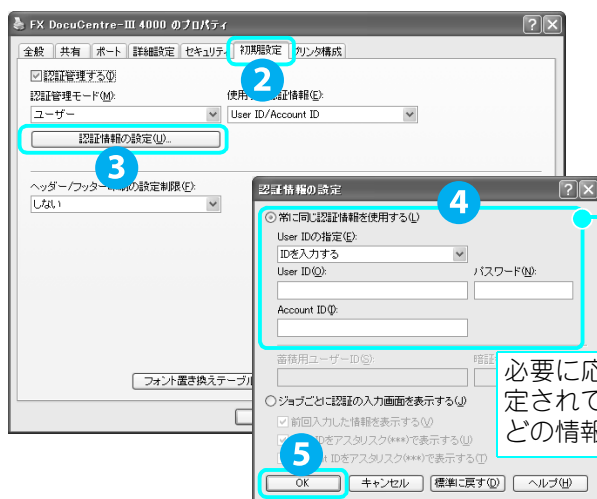 FX DocuCentre-III 4000 のプロパティ
全般 共有 ポート 詳細設定 セキュリティ 初期設定 プリンタ構成
2
認証管理する(I)
認証管理モード(M):
認証情報(E):
ユーザー
User ID/Account ID
認証情報の設定(U)...
3
ヘッダー/フッター
の設定制限(F):
しない
認証情報の設定
4
常に同じ認証情報を使用する(L)
User IDの指定(E):
IDを入力する
User ID(O): パスワード(N):
Account ID(I):
蓄積用ユーザーID(S):
フォント置き換えテーブル
必要に応
定されて
どの情報
ジョブごとに認証の入力画面を表示する(J)
前回入力した情報を表示する(V)
IDをアスタリスク(***)で表示する(U)
IDをアスタリスク(***)で表示する(T)
5
OK キャンセル 標準に戻す(D) ヘルプ(H)